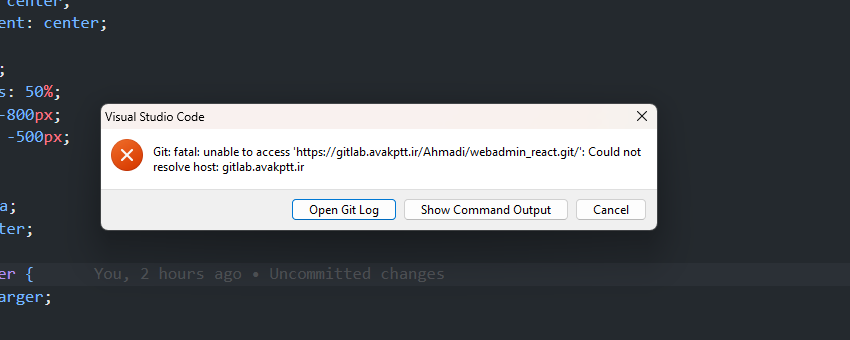 center;
ent: center;
;
s: 50%;
-800px;
-500px;
Visual Studio Code
Git: fatal: unable to access 'https://gitlab.avakptt.ir/Ahmadi/webadmin_react.git/': Could not
resolve host: gitlab.avakptt.ir
Open Git Log Show Command Output Cancel
a;
ter;
er { You, 2 hours ago • Uncommitted changes
arger;